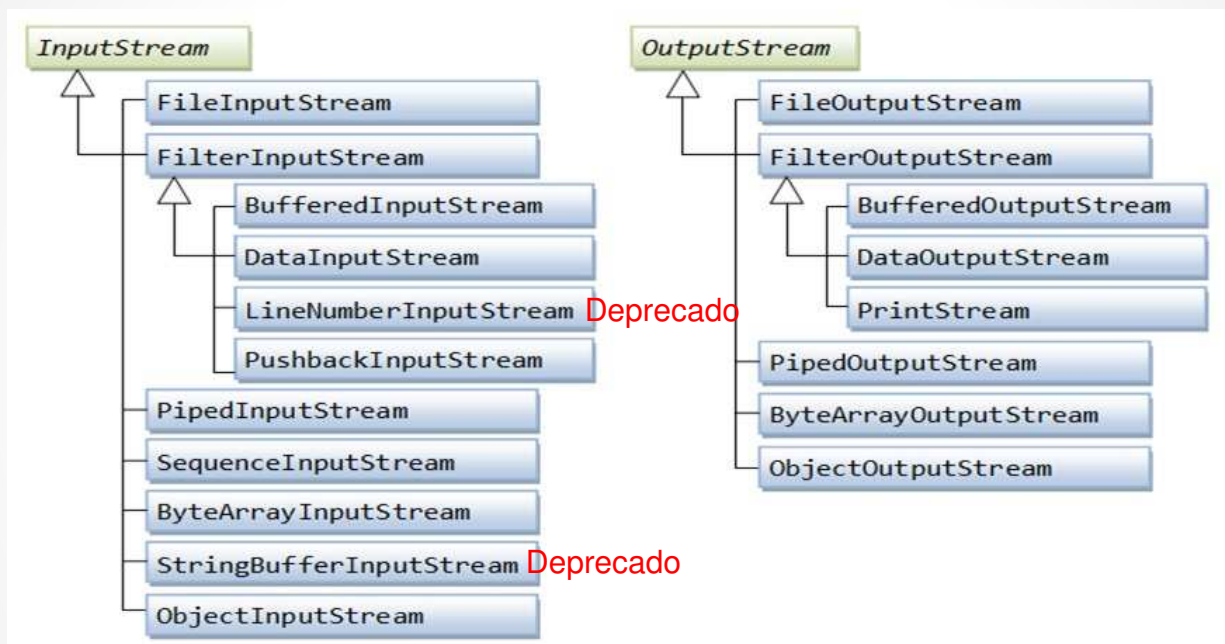 InputStream
FileInputStream
FilterInputStream
BufferedInputStream
DataInputStream
LineNumberInputStream Deprecado
PushbackInputStream
PipedInputStream
SequenceInputStream
ByteArrayInputStream
StringBufferInputStream Deprecado
ObjectInputStream
OutputStream
FileOutputStream
FilterOutputStream
BufferedOutputStream
DataOutputStream
PrintStream
PipedOutputStream
ByteArrayOutputStream
ObjectOutputStream